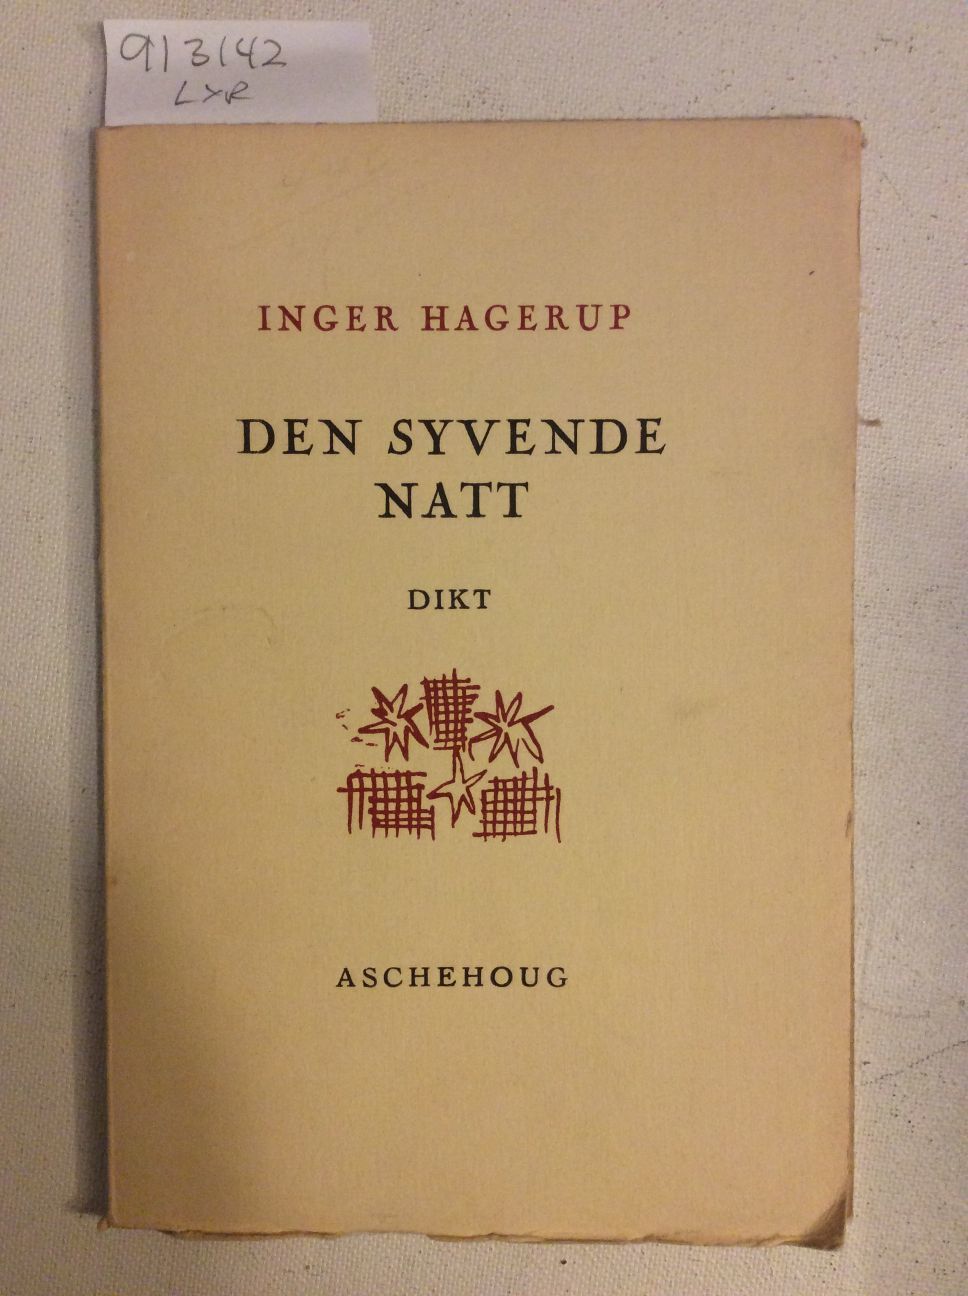 913142
LYR
INGER HAGERUP
DEN SYVENDE
NATT
DIKT
ASCHEHOUG